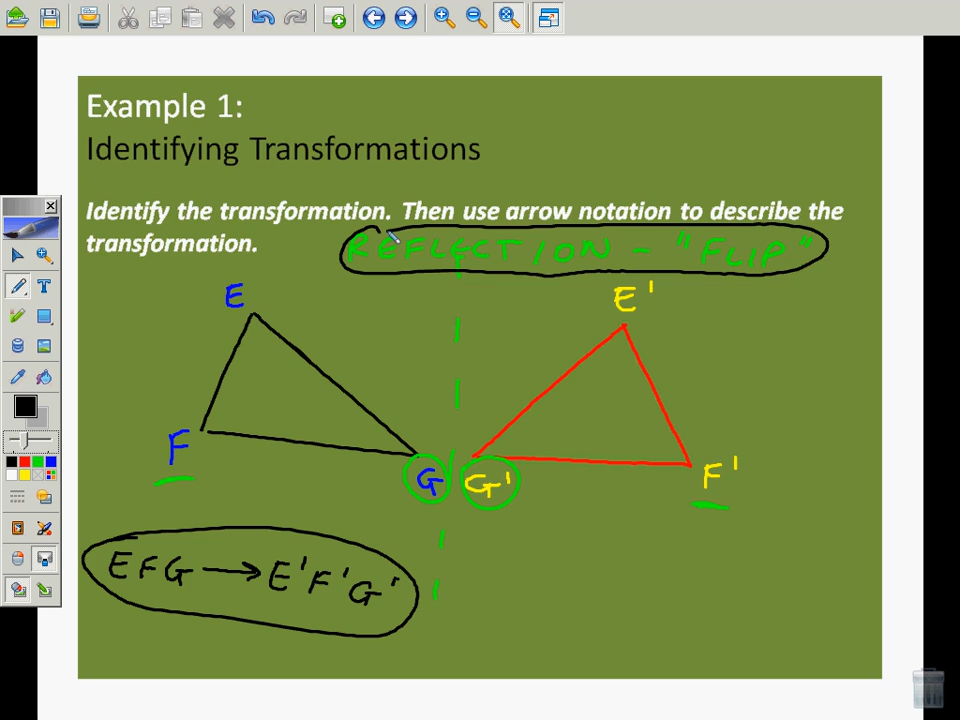 Example 1:
Identifying Transformations
Identify the transformation. Then use arrow notation to describe the
transformation.
REFLECTION - "FLIP"
E
E'
F
G
G'
F'
EFG → E'F'G'
T